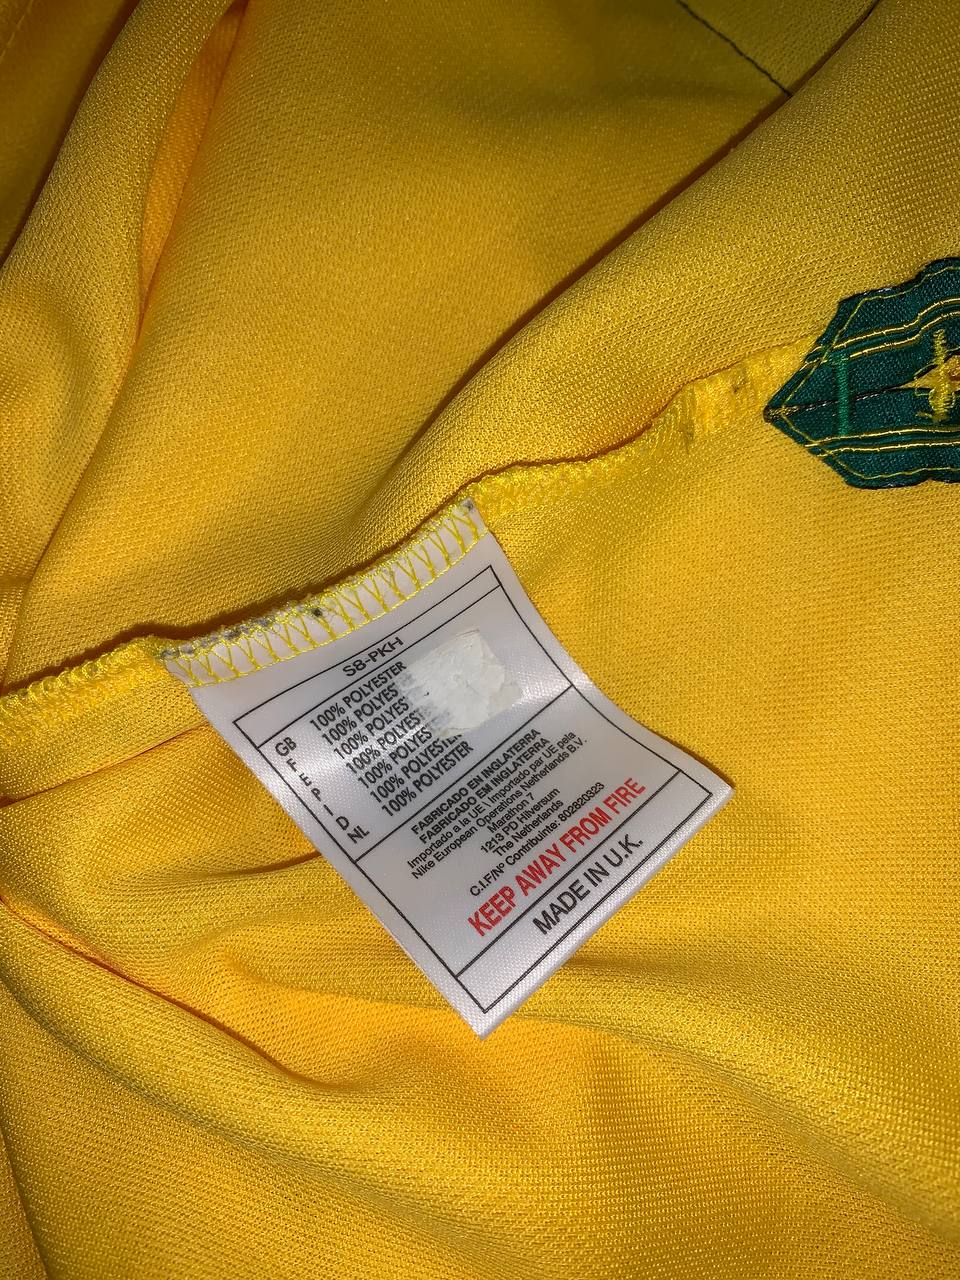 S8-PKH
GB 100% POLYESTER
F 100% POLYES
E 100% POLYES
P 100% POLYEST
I 100% POLYES
D 100% POLYESTER
NL 100% POLYESTER
FABRICADO EN INGLATERRA
FABRICADO EM INGLATERRA
Importado a la UE \ Importado par UE pela
Nike European Operations Netherlands B.V.
Marathon 7
1213 PD Hilversum
The Netherlands
C.I.F/Nº Contribuinte: 802820323
KEEP AWAY FROM FIRE
MADE IN U.K.